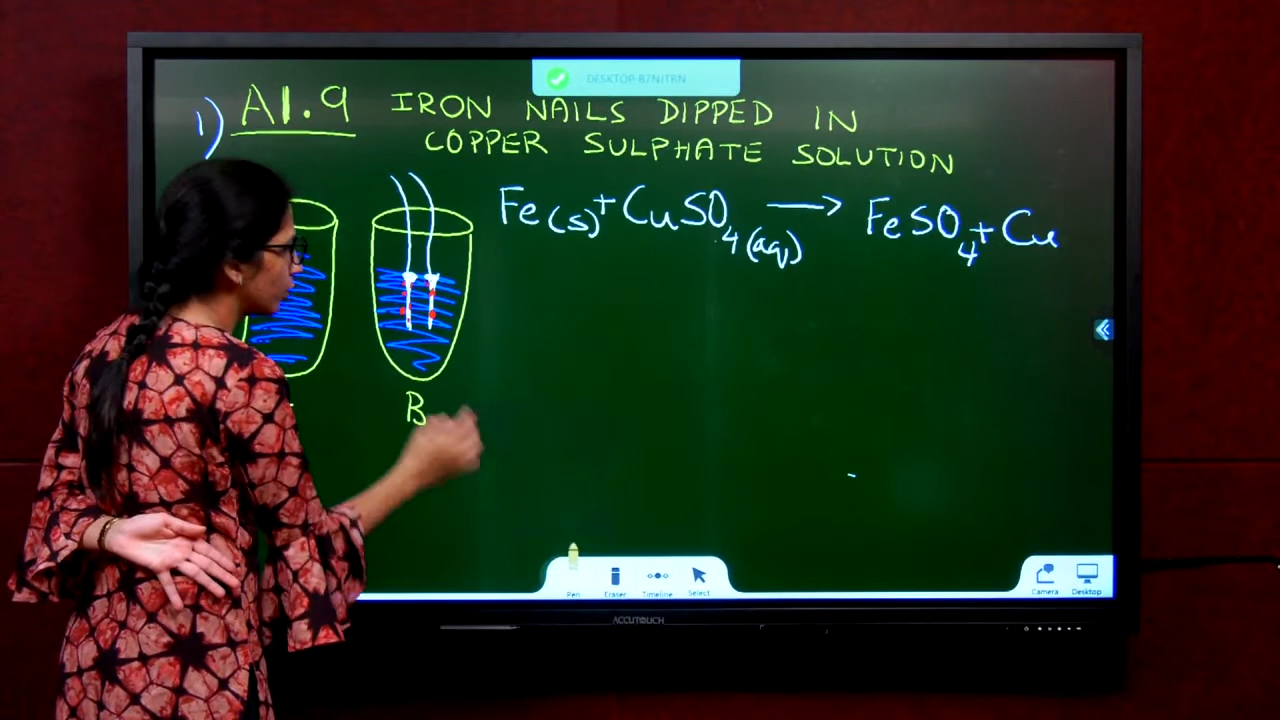 DESKTOP-B7NJTRN
1) A1.9 IRON NAILS DIPPED IN
COPPER SULPHATE SOLUTION
Fe(s) + CuSO4(aq) → FeSO4 + Cu
B
Pen Eraser Timeline Select
Camera Desktop
ACCUTOUCH